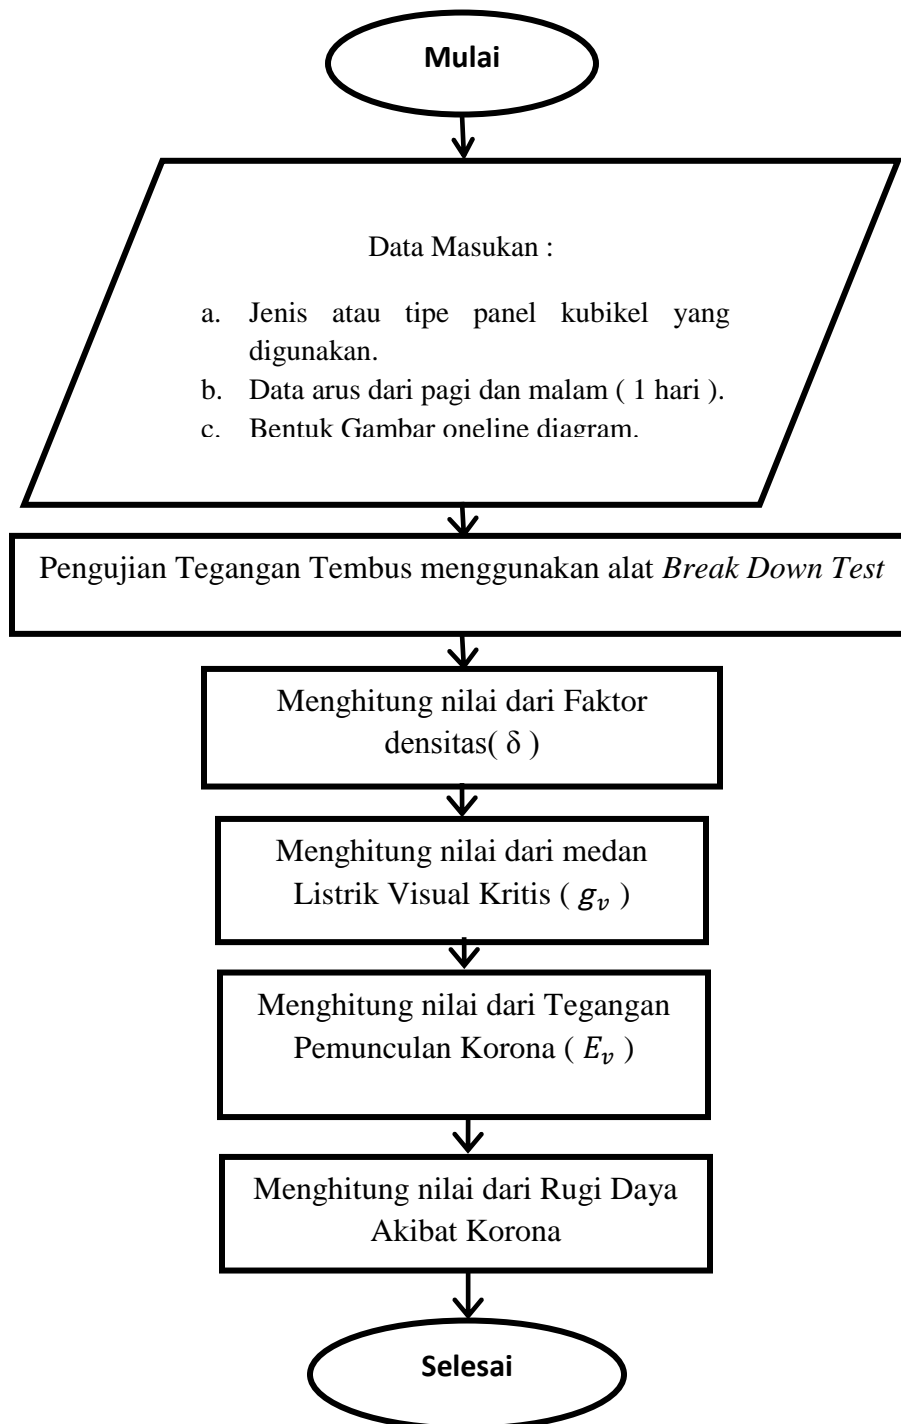 Mulai
Data Masukan :
a. Jenis atau tipe panel kubikel yang
digunakan.
b. Data arus dari pagi dan malam ( 1 hari ).
c. Bentuk Gambar oneline diagram.
Pengujian Tegangan Tembus menggunakan alat Break Down Test
Menghitung nilai dari Faktor
densitas( δ )
Menghitung nilai dari medan
Listrik Visual Kritis ( gᵥ )
Menghitung nilai dari Tegangan
Pemunculan Korona ( Eᵥ )
Menghitung nilai dari Rugi Daya
Akibat Korona
Selesai